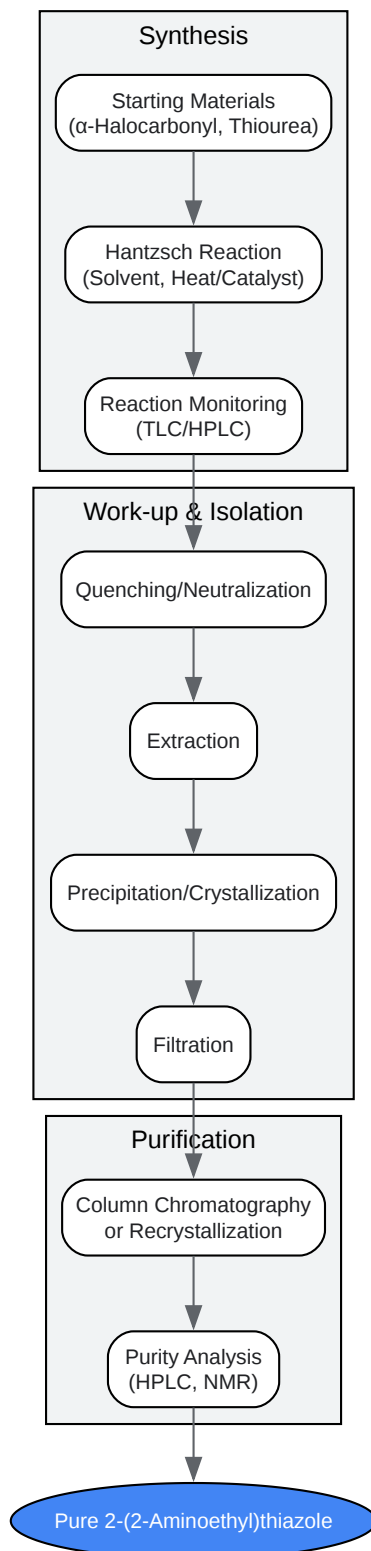 Synthesis
Starting Materials
(α-Halocarbonyl, Thiourea)
Hantzsch Reaction
(Solvent, Heat/Catalyst)
Reaction Monitoring
(TLC/HPLC)
Work-up & Isolation
Quenching/Neutralization
Extraction
Precipitation/Crystallization
Filtration
Purification
Column Chromatography
or Recrystallization
Purity Analysis
(HPLC, NMR)
Pure 2-(2-Aminoethyl)thiazole